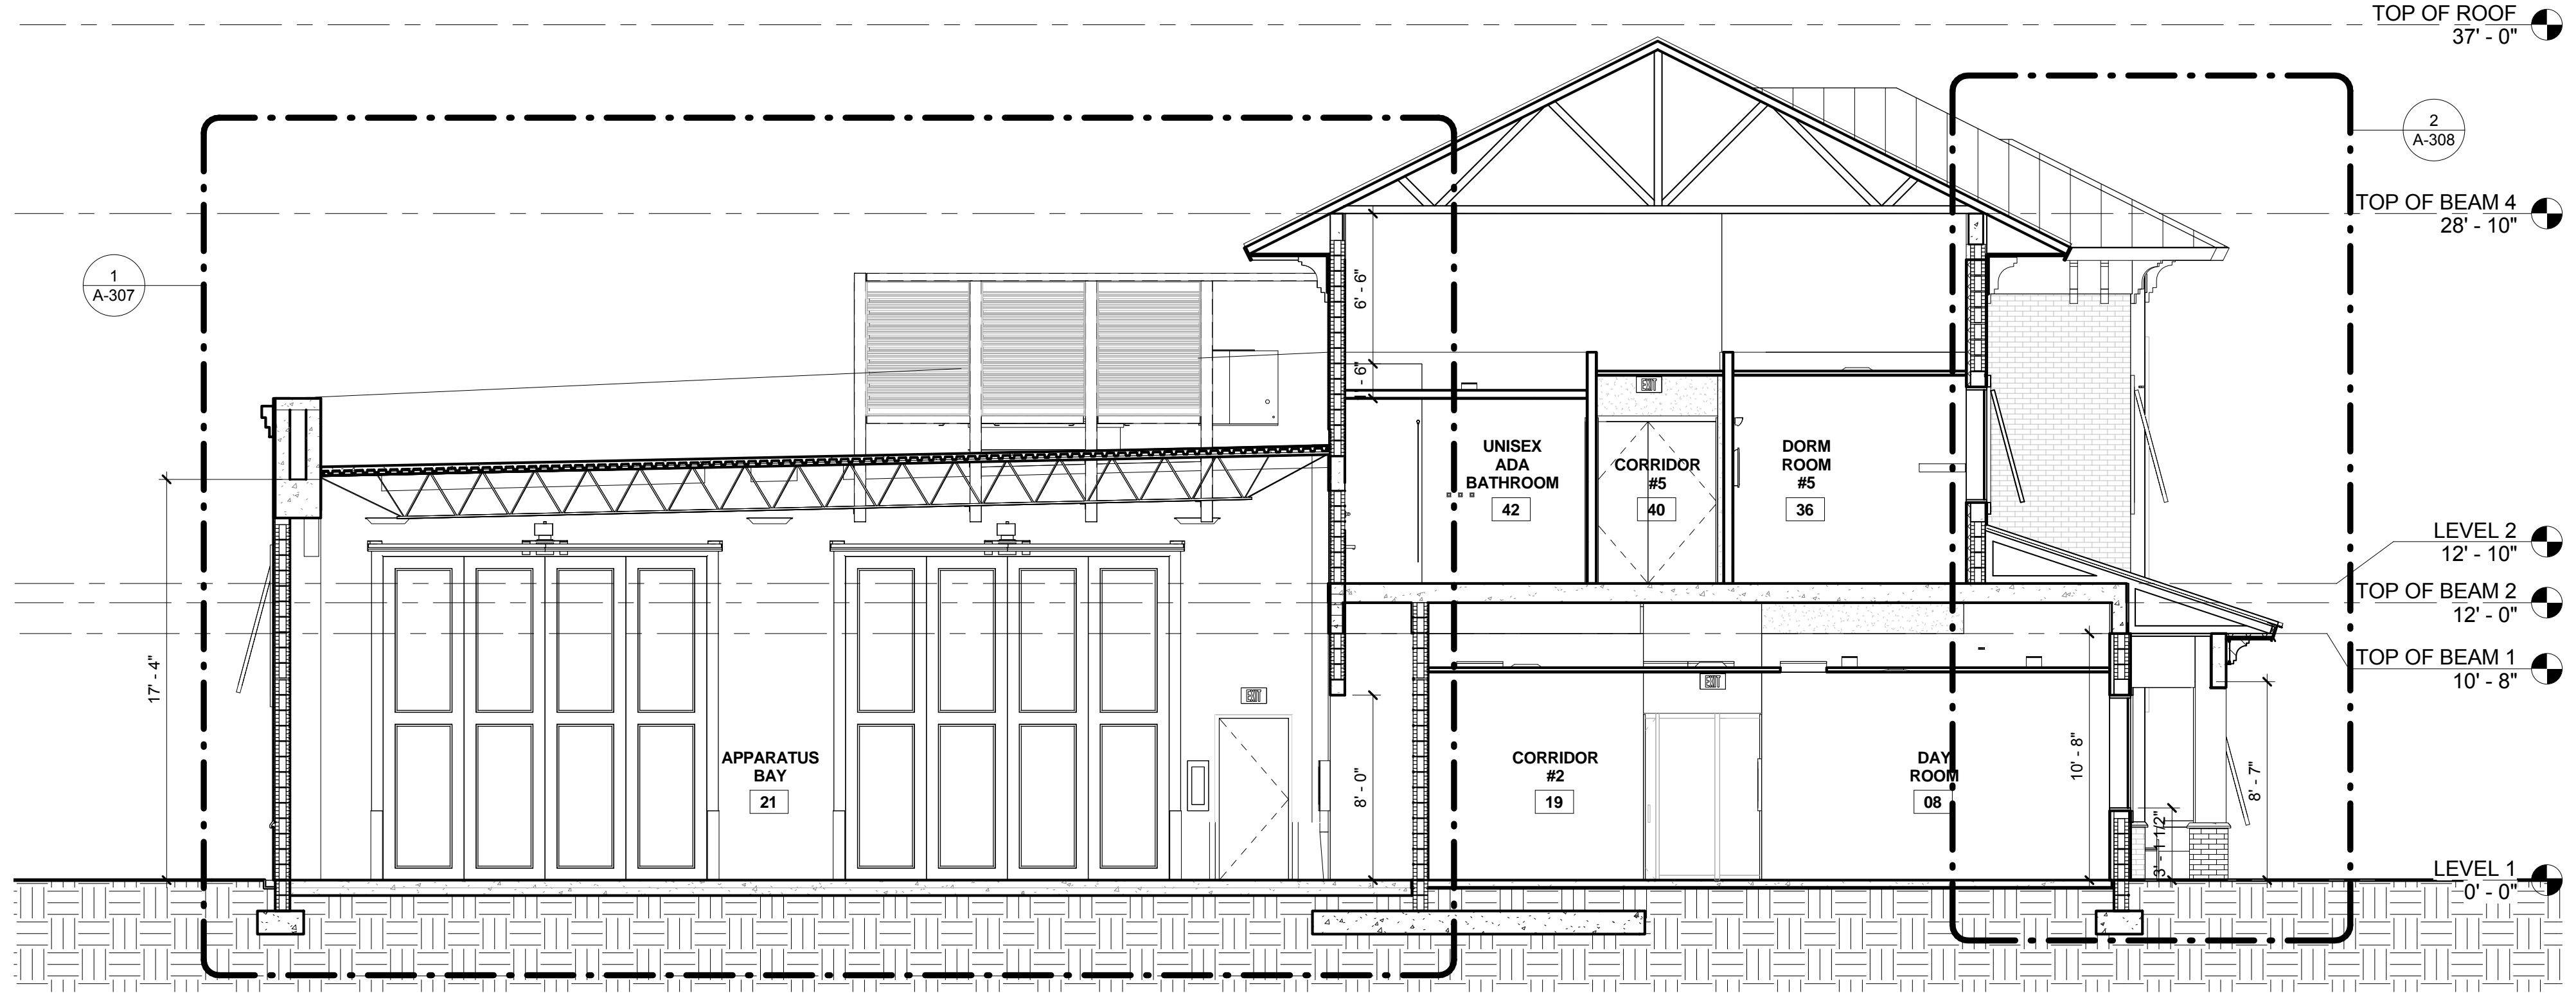 TOP OF ROOF
37' - 0"
2
A-308
TOP OF BEAM 4
28' - 10"
1
A-307
6' - 6"
- 6"
EXIT
UNISEX
ADA
BATHROOM
42
CORRIDOR
#5
40
DORM
ROOM
#5
36
LEVEL 2
12' - 10"
TOP OF BEAM 2
12' - 0"
TOP OF BEAM 1
10' - 8"
17' - 4"
EXIT
EXIT
APPARATUS
BAY
21
8' - 0"
CORRIDOR
#2
19
DAY
ROOM
08
10' - 8"
3' - 1 1/2"
8' - 7"
LEVEL 1
0' - 0"